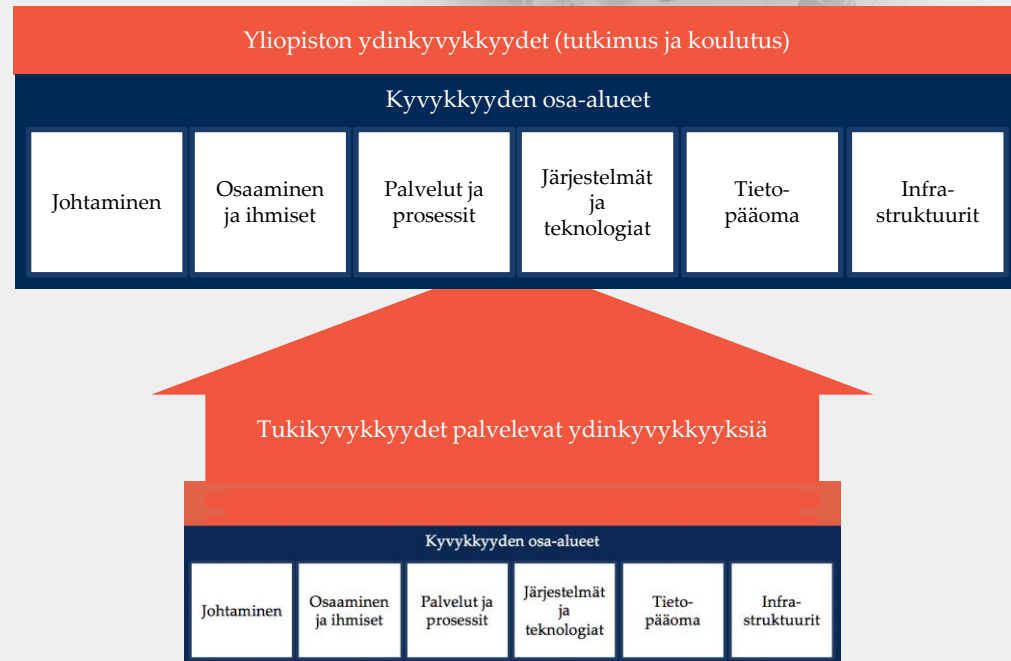 Yliopiston ydinkyvykkyydet (tutkimus ja koulutus)
Kyvykkyyden osa-alueet
Johtaminen
Osaaminen
ja ihmiset
Palvelut ja
prosessit
Järjestelmät
ja
teknologiat
Tieto-
pääoma
Infra-
struktuurit
Tukikyvykkyydet palvelevat ydinkyvykkyyksiä
Kyvykkyyden osa-alueet
Johtaminen
Osaaminen
ja ihmiset
Palvelut ja
prosessit
Järjestelmät
ja
teknologiat
Tieto-
pääoma
Infra-
struktuurit